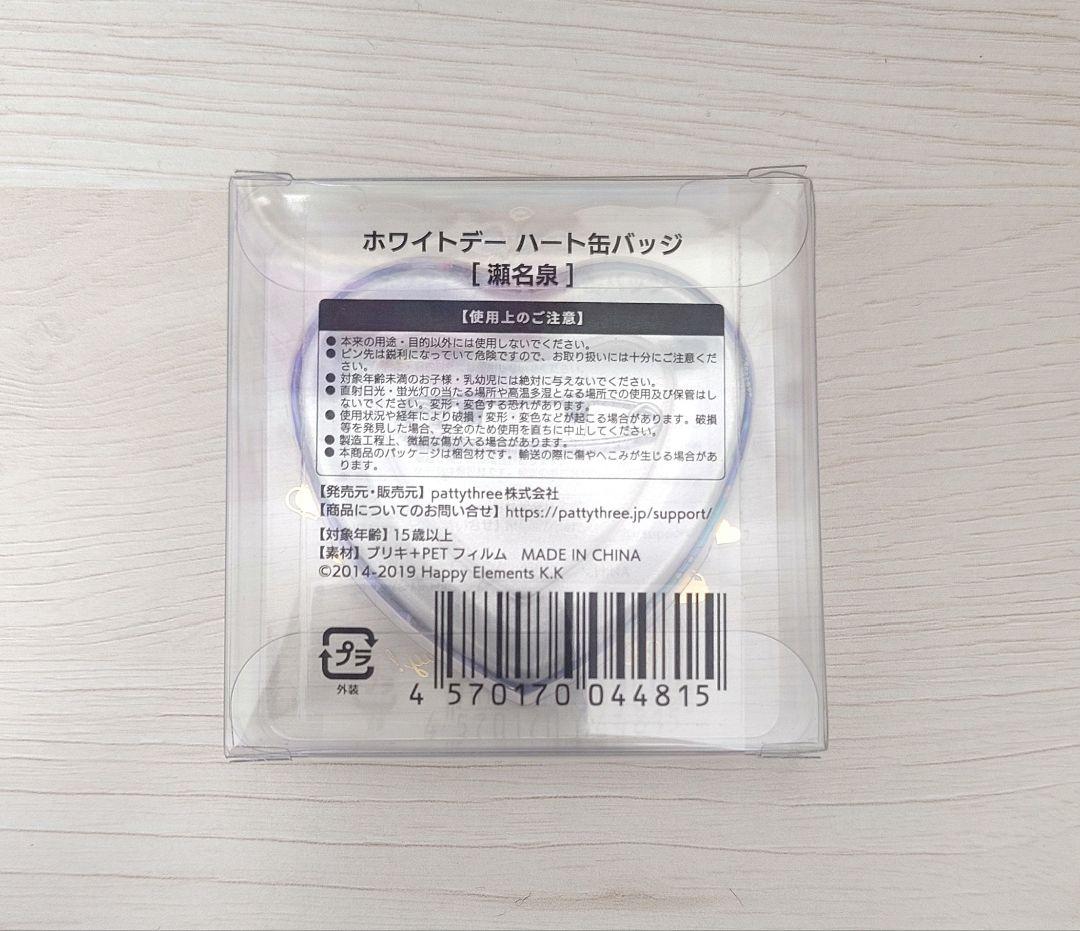 ホワイトデー ハート缶バッジ
[ 瀬名泉 ]
【使用上のご注意】
●本来の用途・目的以外には使用しないでください。
●ピン先は鋭利になっていて危険ですので、お取り扱いには十分にご注意くだ
さい。
●対象年齢未満のお子様・乳幼児には絶対に与えないでください。
●直射日光・蛍光灯の当たる場所や高温多湿となる場所での使用及び保管はし
ないでください。変形・変色する恐れがあります。
●使用状況や経年により破損・変形・変色などが起こる場合があります。破損
等を発見した場合、安全のため使用を直ちに中止してください。
●製造工程上、微細な傷が入る場合があります。
●本商品のパッケージは梱包材です。輸送の際に傷やへこみが生じる場合があ
ります。
【発売元・販売元】pattythree株式会社
【商品についてのお問い合せ】https://pattythree.jp/support/
【対象年齢】15歳以上
【素材】ブリキ+PETフィルム MADE IN CHINA
©2014-2019 Happy Elements K.K
プラ
外装
4 570170 044815